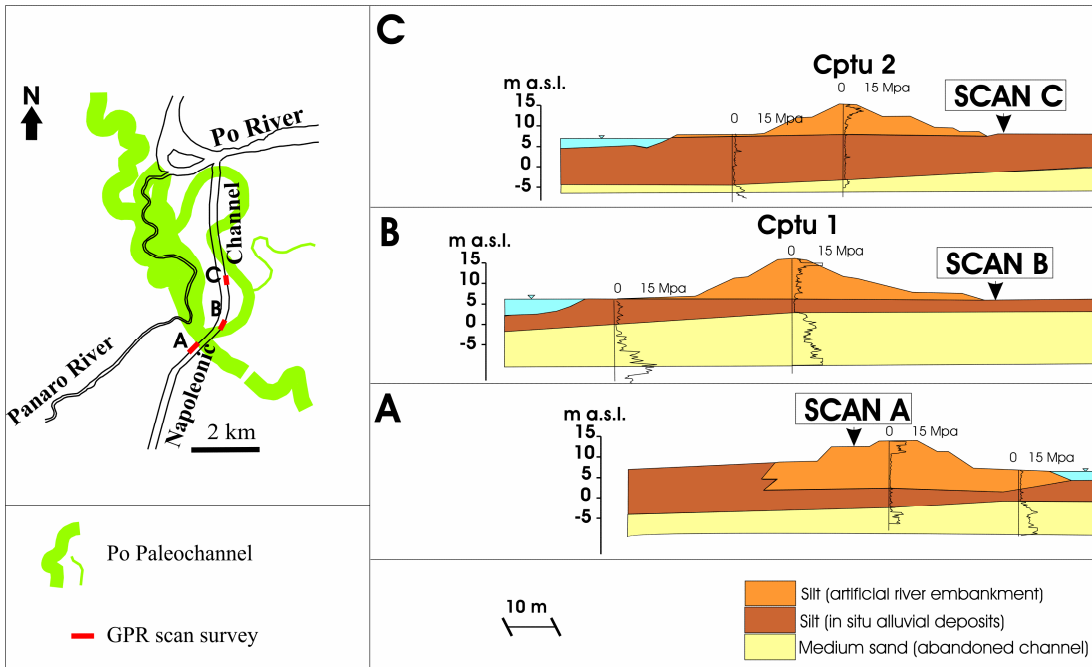 N
Po River
Channel
C
B
A
Napoleonic
Panaro River
2 km
Po Paleochannel
GPR scan survey
C
Cptu 2
m a.s.l.
0 15 Mpa
SCAN C
15
10
5
0
-5
0 15 Mpa
B
Cptu 1
m a.s.l.
0 15 Mpa
SCAN B
15
10
5
0
-5
0 15 Mpa
A
SCAN A
m a.s.l.
0 15 Mpa
15
10
5
0
-5
0 15 Mpa
10 m
Silt (artificial river embankment)
Silt (in situ alluvial deposits)
Medium sand (abandoned channel)